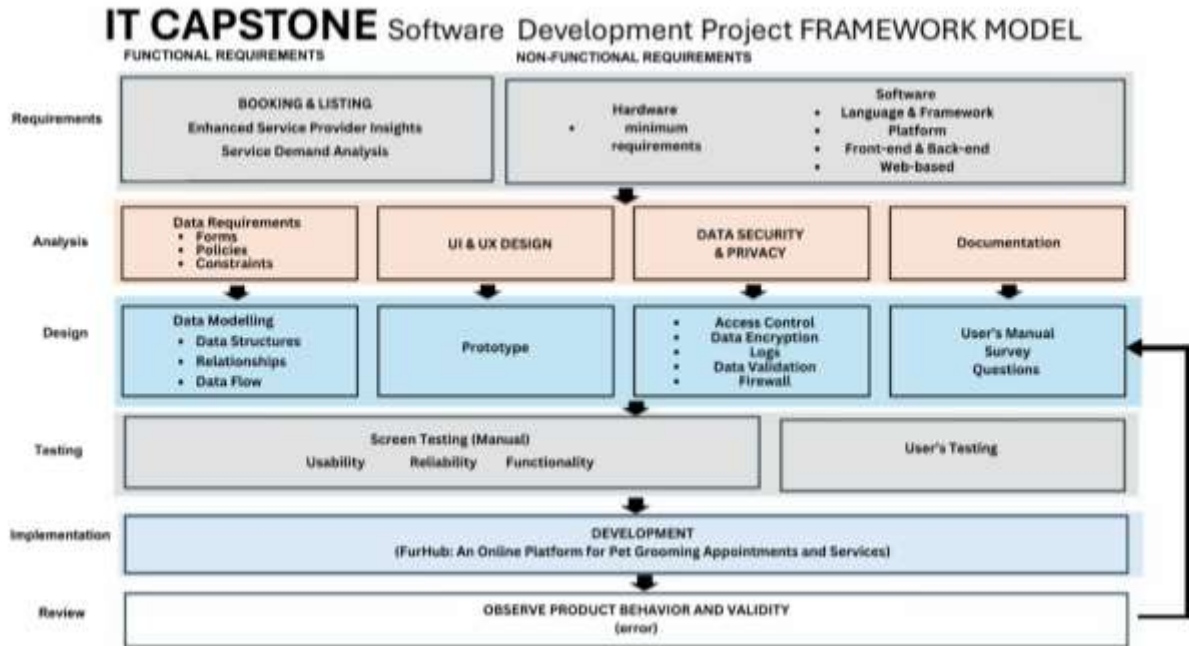 IT CAPSTONE Software Development Project FRAMEWORK MODEL
FUNCTIONAL REQUIREMENTS
NON-FUNCTIONAL REQUIREMENTS
Requirements
BOOKING & LISTING
Enhanced Service Provider Insights
Service Demand Analysis
Hardware
• minimum
requirements
Software
• Language & Framework
• Platform
• Front-end & Back-end
• Web-based
Analysis
Data Requirements
• Forms
• Policies
• Constraints
UI & UX DESIGN
DATA SECURITY
& PRIVACY
Documentation
Design
Data Modelling
• Data Structures
• Relationships
• Data Flow
Prototype
• Access Control
• Data Encryption
• Logs
• Data Validation
• Firewall
User's Manual
Survey
Questions
Testing
Screen Testing (Manual)
Usability Reliability Functionality
User's Testing
Implementation
DEVELOPMENT
(FurHub: An Online Platform for Pet Grooming Appointments and Services)
Review
OBSERVE PRODUCT BEHAVIOR AND VALIDITY
(error)